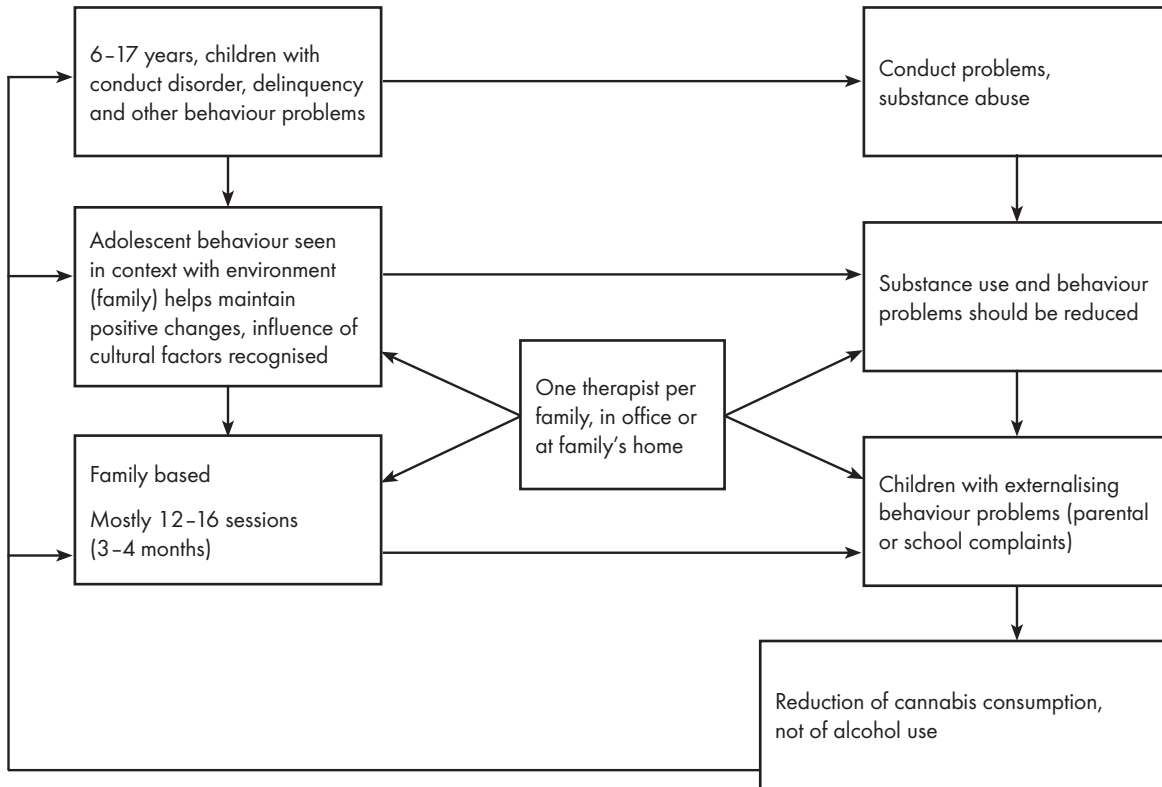 6–17 years, children with
conduct disorder, delinquency
and other behaviour problems
Conduct problems,
substance abuse
Adolescent behaviour seen
in context with environment
(family) helps maintain
positive changes, influence of
cultural factors recognised
Substance use and behaviour
problems should be reduced
One therapist per
family, in office or
at family's home
Family based
Mostly 12–16 sessions
(3–4 months)
Children with externalising
behaviour problems (parental
or school complaints)
Reduction of cannabis consumption,
not of alcohol use